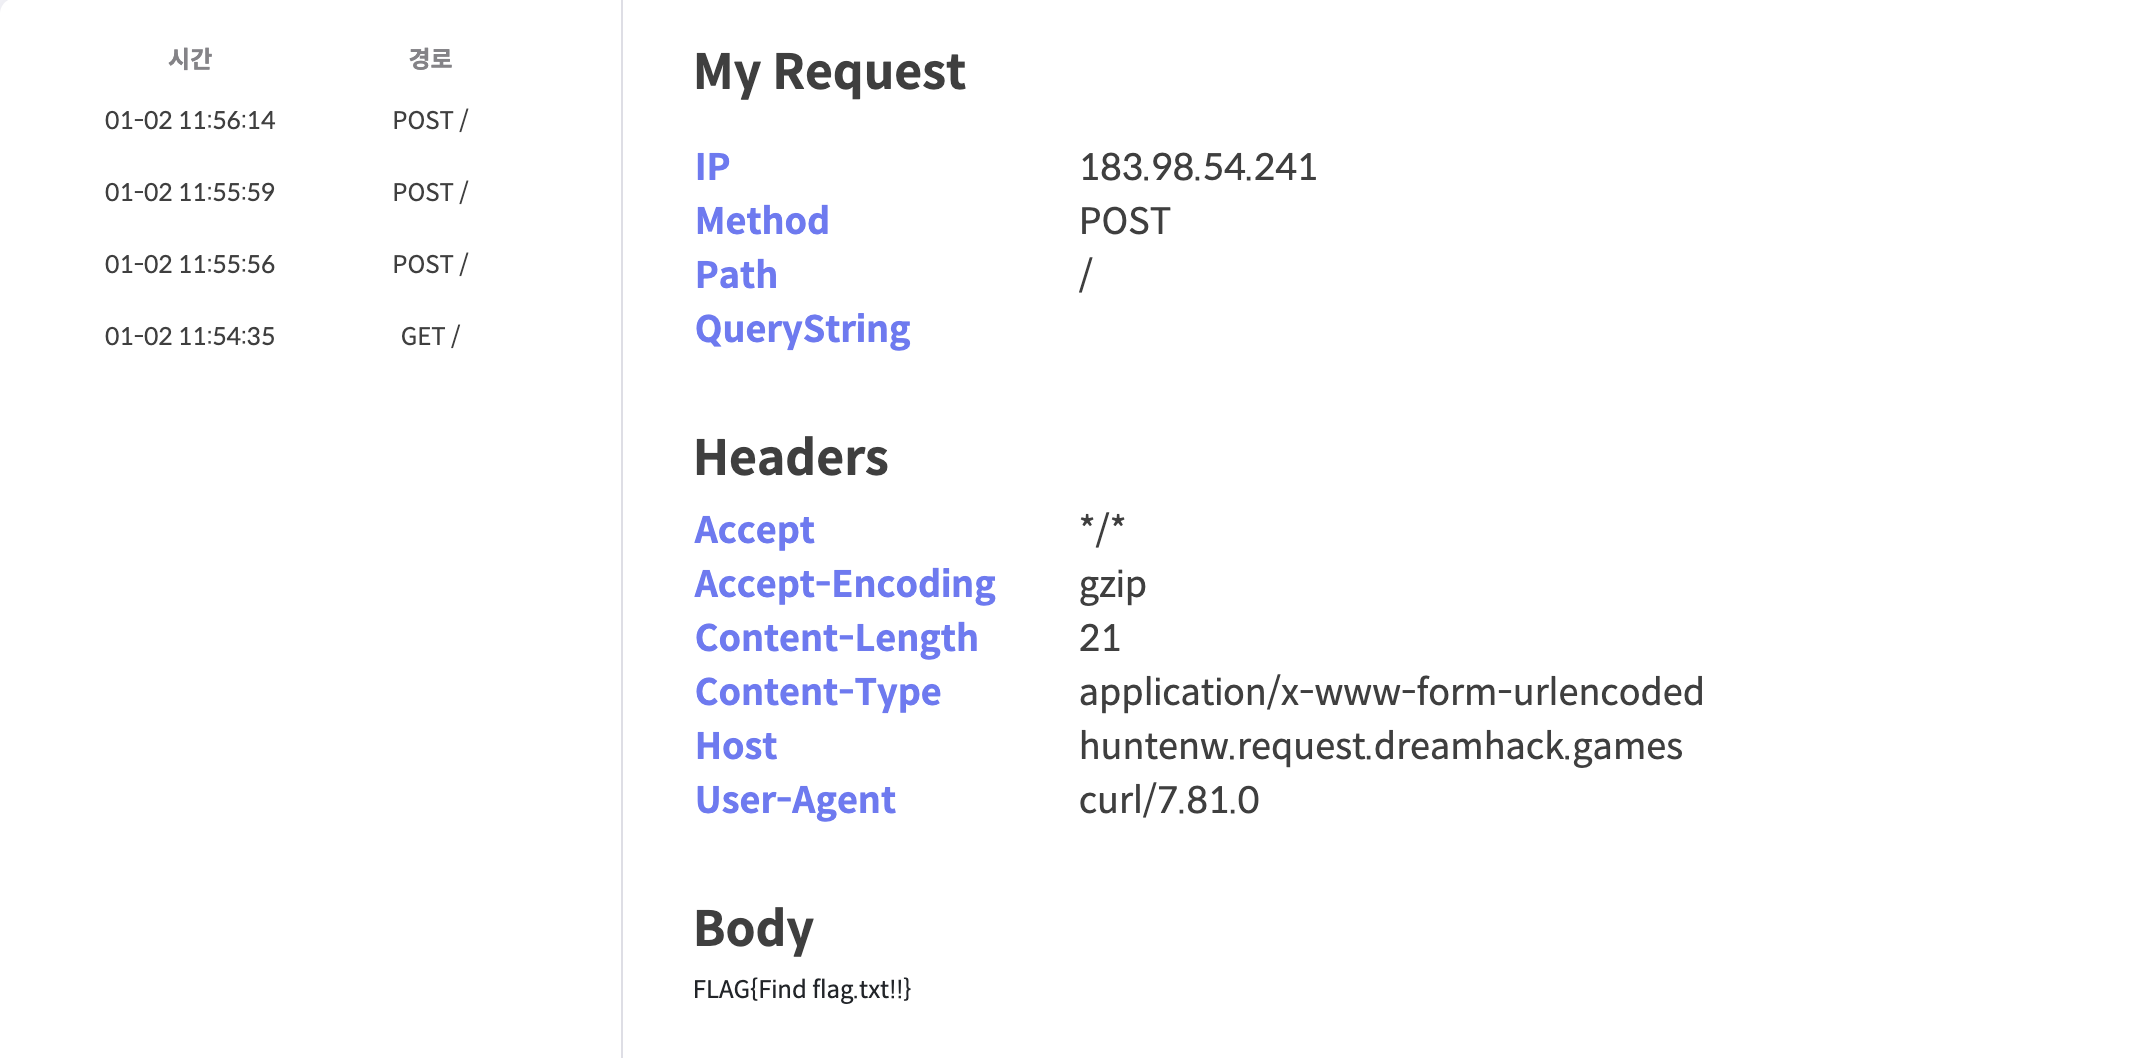 시간 경로
01-02 11:56:14 POST /
01-02 11:55:59 POST /
01-02 11:55:56 POST /
01-02 11:54:35 GET /
My Request
IP 183.98.54.241
Method POST
Path /
QueryString
Headers
Accept */*
Accept-Encoding gzip
Content-Length 21
Content-Type application/x-www-form-urlencoded
Host huntenw.request.dreamhack.games
User-Agent curl/7.81.0
Body
FLAG{Find flag.txt!!}